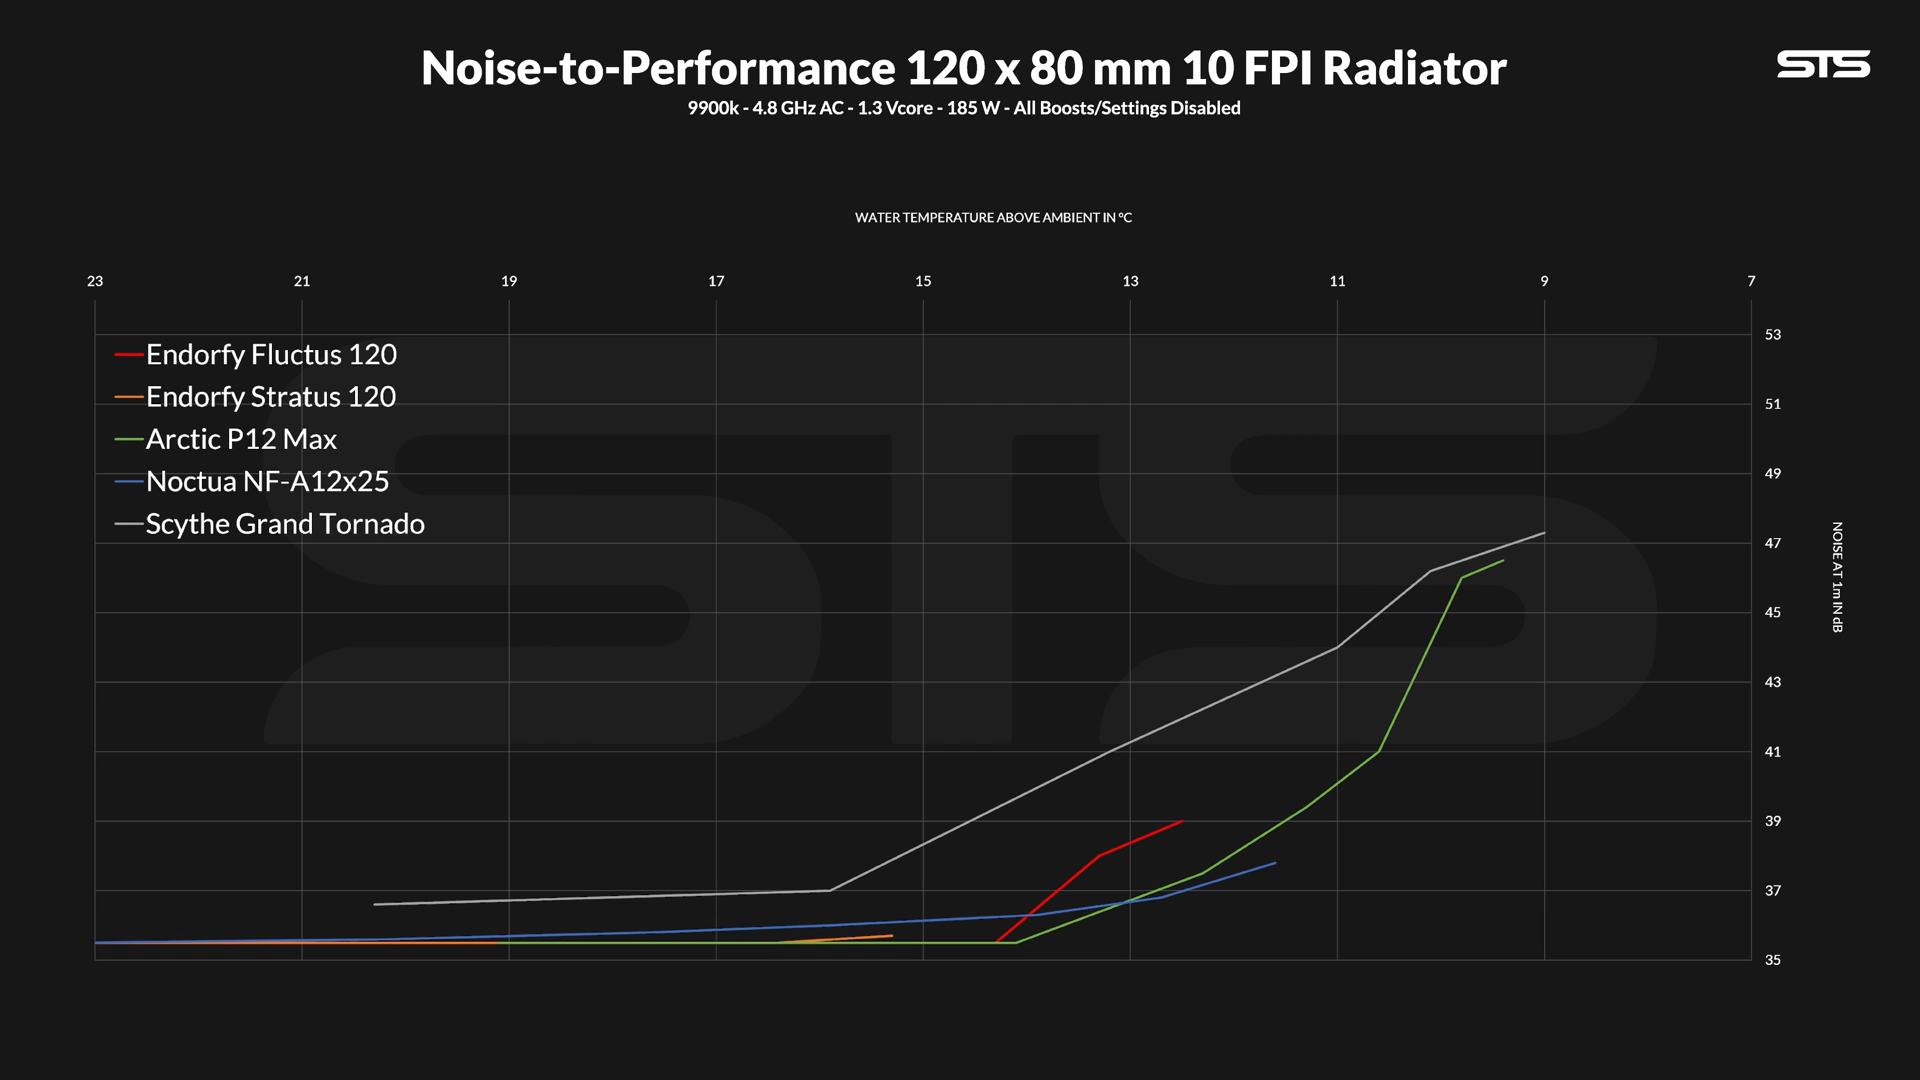 Noise-to-Performance 120 x 80 mm 10 FPI Radiator
STS
9900k - 4.8 GHz AC - 1.3 Vcore - 185 W - All Boosts/Settings Disabled
WATER TEMPERATURE ABOVE AMBIENT IN °C
23 21 19 17 15 13 11 9 7
Endorfy Fluctus 120
Endorfy Stratus 120
Arctic P12 Max
Noctua NF-A12x25
Scythe Grand Tornado
53
51
49
47
45
43
41
39
37
35
NOISE AT 1m IN dB
STS